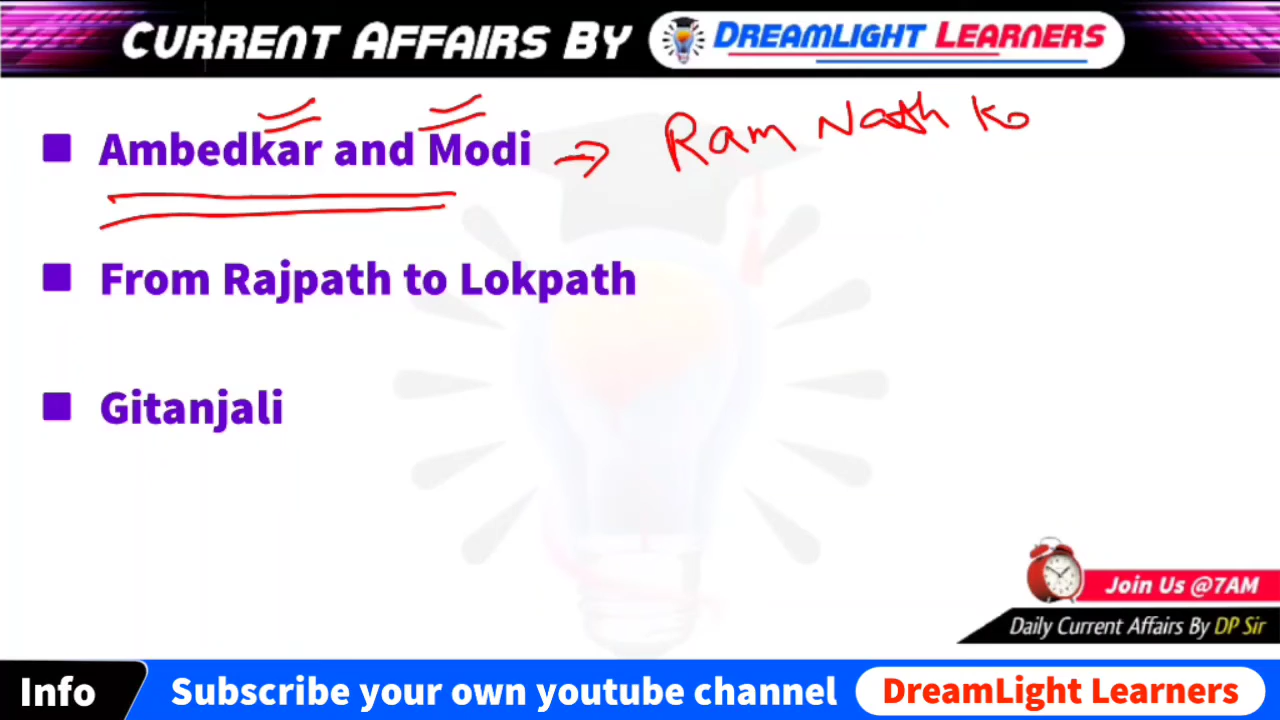 CURRENT AFFAIRS BY DREAMLIGHT LEARNERS
Ambedkar and Modi → Ram Nath Ko
From Rajpath to Lokpath
Gitanjali
Join Us @7AM
Daily Current Affairs By DP Sir
Info Subscribe your own youtube channel DreamLight Learners